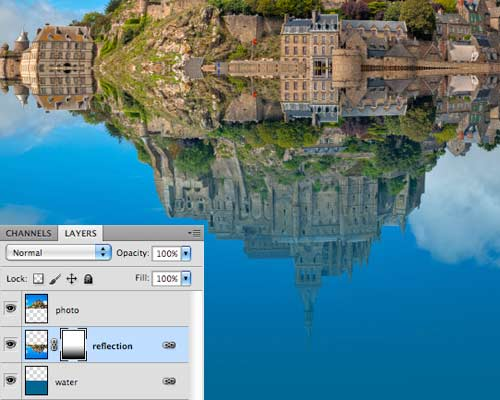 CHANNELS LAYERS
Normal Opacity: 100%
Lock: Fill: 100%
photo
reflection
water